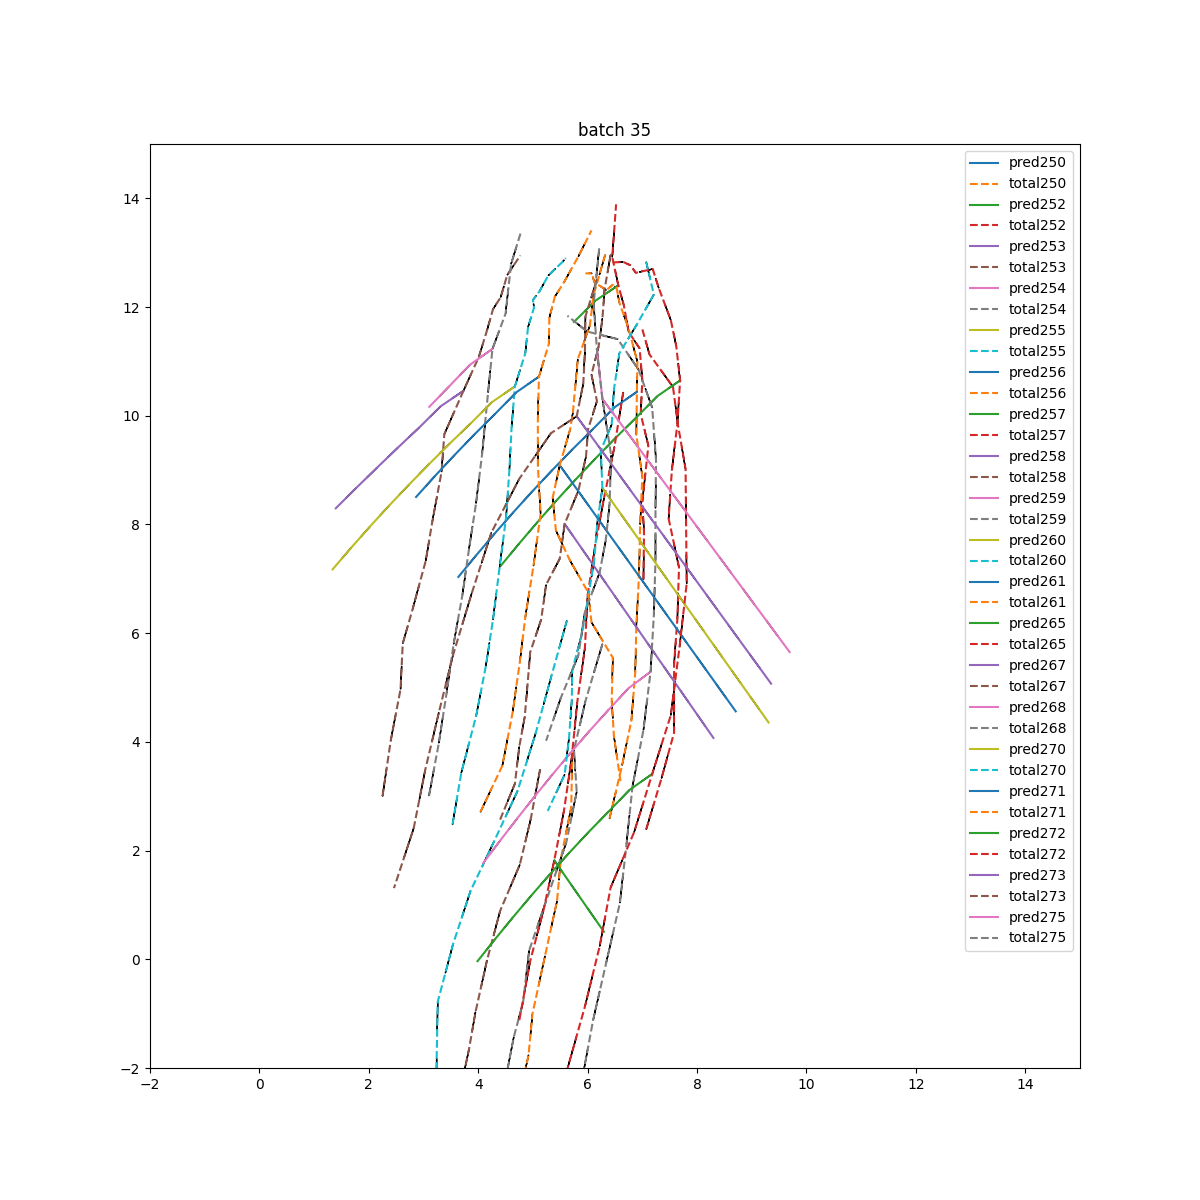 batch 35
14
12
10
8
6
4
2
0
−2
−2
0
2
4
6
8
10
12
14
pred250
total250
pred252
total252
pred253
total253
pred254
total254
pred255
total255
pred256
total256
pred257
total257
pred258
total258
pred259
total259
pred260
total260
pred261
total261
pred265
total265
pred267
total267
pred268
total268
pred270
total270
pred271
total271
pred272
total272
pred273
total273
pred275
total275